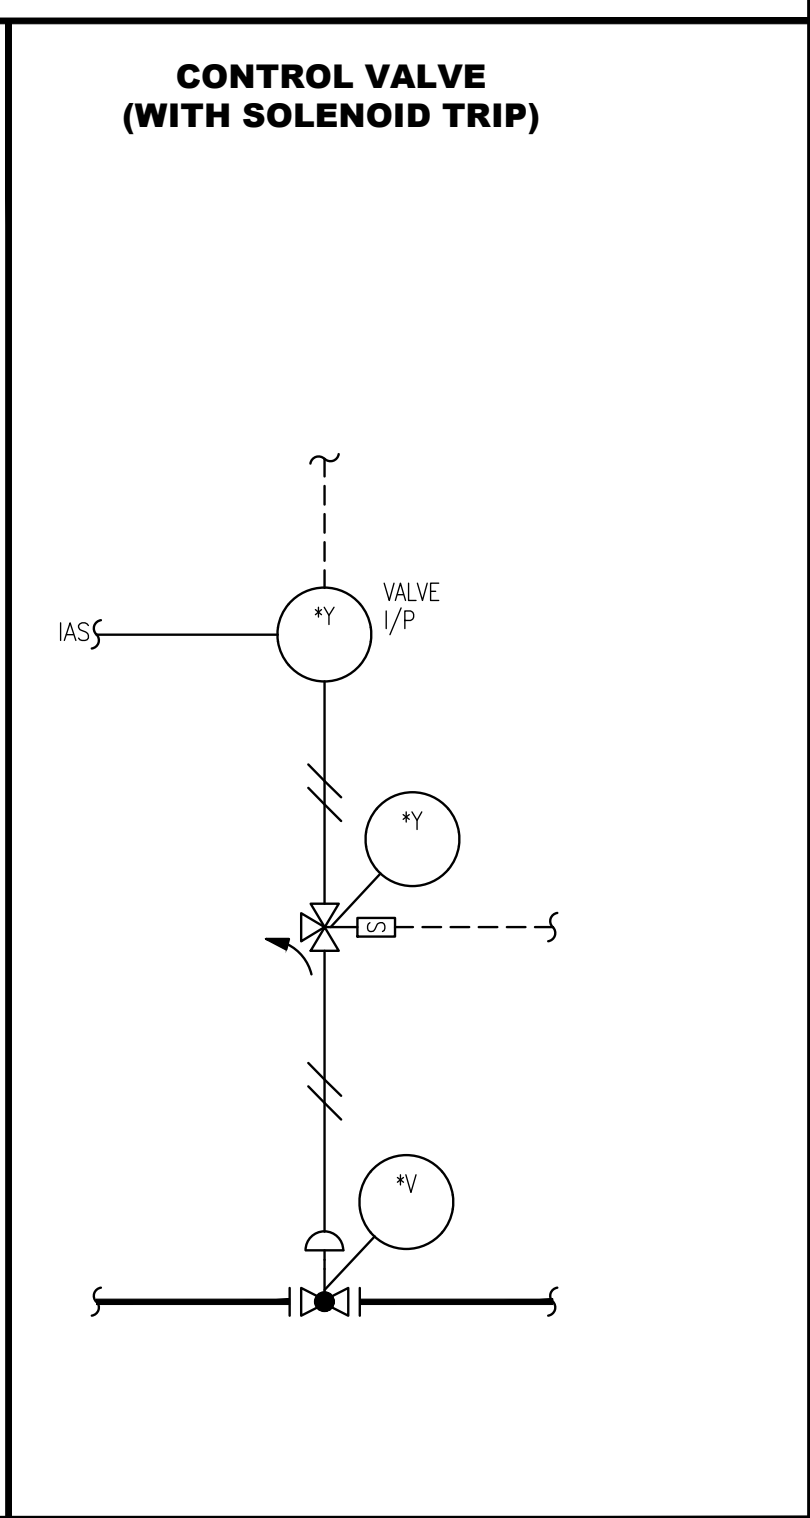 CONTROL VALVE
(WITH SOLENOID TRIP)
*Y
VALVE
I/P
IAS
*Y
S
*V